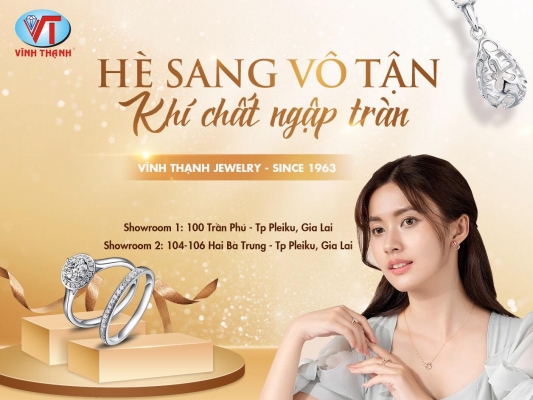 VT
VĨNH THẠNH
HÈ SANG VÔ TẬN
Khí chất ngập tràn
VĨNH THẠNH JEWELRY - SINCE 1963
Showroom 1: 100 Trần Phú - Tp Pleiku, Gia Lai
Showroom 2: 104-106 Hai Bà Trưng - Tp Pleiku, Gia Lai